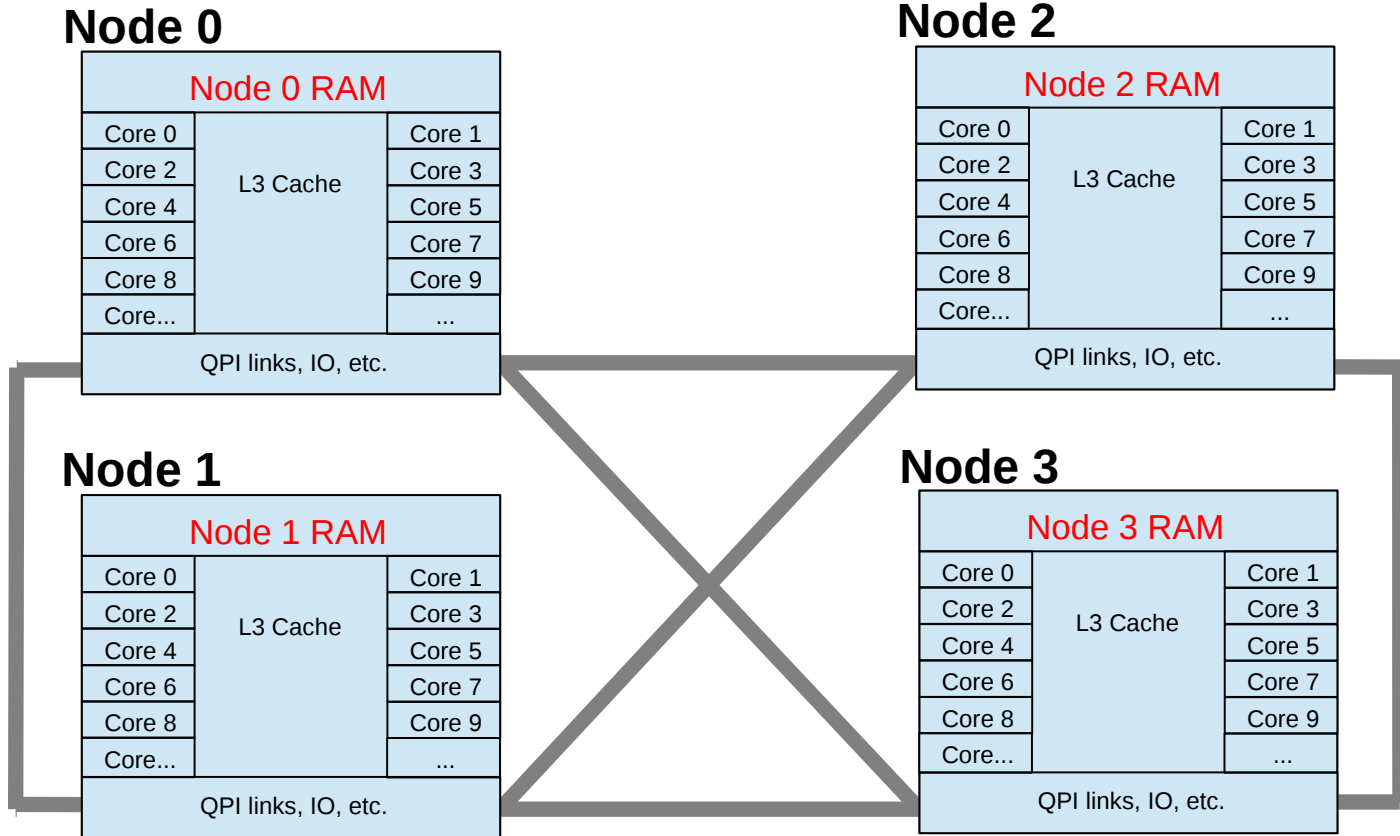 Node 0
Node 0 RAM
Core 0
Core 2
Core 4
Core 6
Core 8
Core...
L3 Cache
Core 1
Core 3
Core 5
Core 7
Core 9
...
QPI links, IO, etc.
Node 2
Node 2 RAM
Core 0
Core 2
Core 4
Core 6
Core 8
Core...
L3 Cache
Core 1
Core 3
Core 5
Core 7
Core 9
...
QPI links, IO, etc.
Node 1
Node 1 RAM
Core 0
Core 2
Core 4
Core 6
Core 8
Core...
L3 Cache
Core 1
Core 3
Core 5
Core 7
Core 9
...
QPI links, IO, etc.
Node 3
Node 3 RAM
Core 0
Core 2
Core 4
Core 6
Core 8
Core...
L3 Cache
Core 1
Core 3
Core 5
Core 7
Core 9
...
QPI links, IO, etc.